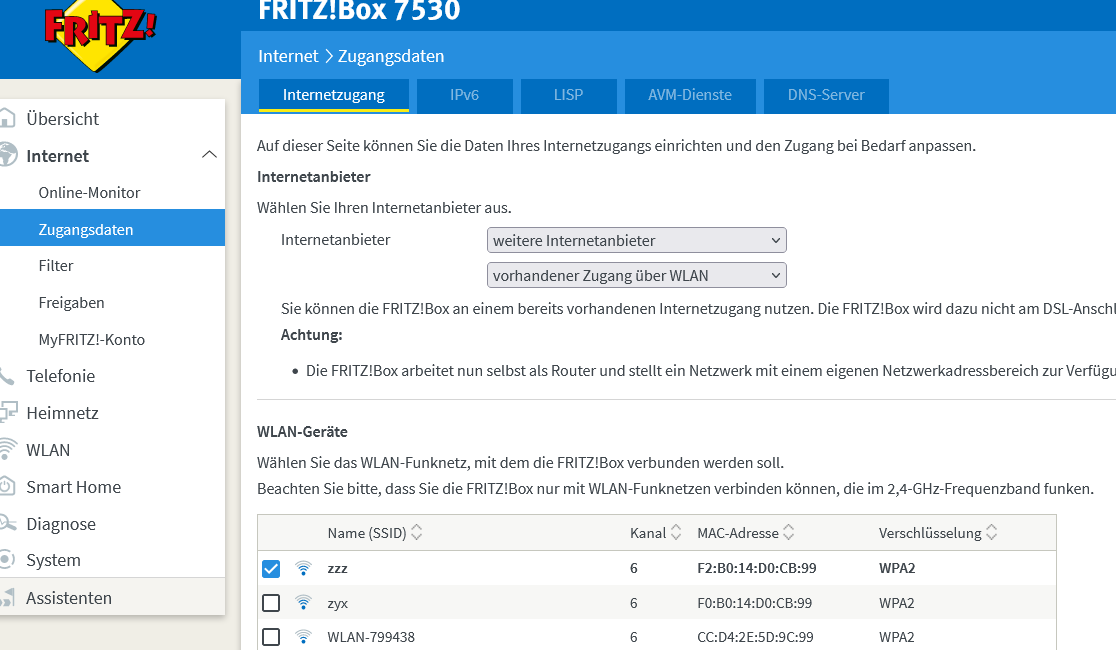 FRITZ!
FRITZ!Box 7530
Internet > Zugangsdaten
Internetzugang IPv6 LISP AVM-Dienste DNS-Server
Übersicht
Internet
Online-Monitor
Zugangsdaten
Filter
Freigaben
MyFRITZ!-Konto
Telefonie
Heimnetz
WLAN
Smart Home
Diagnose
System
Assistenten
Auf dieser Seite können Sie die Daten Ihres Internetzugangs einrichten und den Zugang bei Bedarf anpassen.
Internetanbieter
Wählen Sie Ihren Internetanbieter aus.
Internetanbieter weitere Internetanbieter
vorhandener Zugang über WLAN
Sie können die FRITZ!Box an einem bereits vorhandenen Internetzugang nutzen. Die FRITZ!Box wird dazu nicht am DSL-Anschl
Achtung:
• Die FRITZ!Box arbeitet nun selbst als Router und stellt ein Netzwerk mit einem eigenen Netzwerkadressbereich zur Verfügu
WLAN-Geräte
Wählen Sie das WLAN-Funknetz, mit dem die FRITZ!Box verbunden werden soll.
Beachten Sie bitte, dass Sie die FRITZ!Box nur mit WLAN-Funknetzen verbinden können, die im 2,4-GHz-Frequenzband funken.
Name (SSID) Kanal MAC-Adresse Verschlüsselung
zzz 6 F2:B0:14:D0:CB:99 WPA2
zyx 6 F0:B0:14:D0:CB:99 WPA2
WLAN-799438 6 CC:D4:2E:5D:9C:99 WPA2